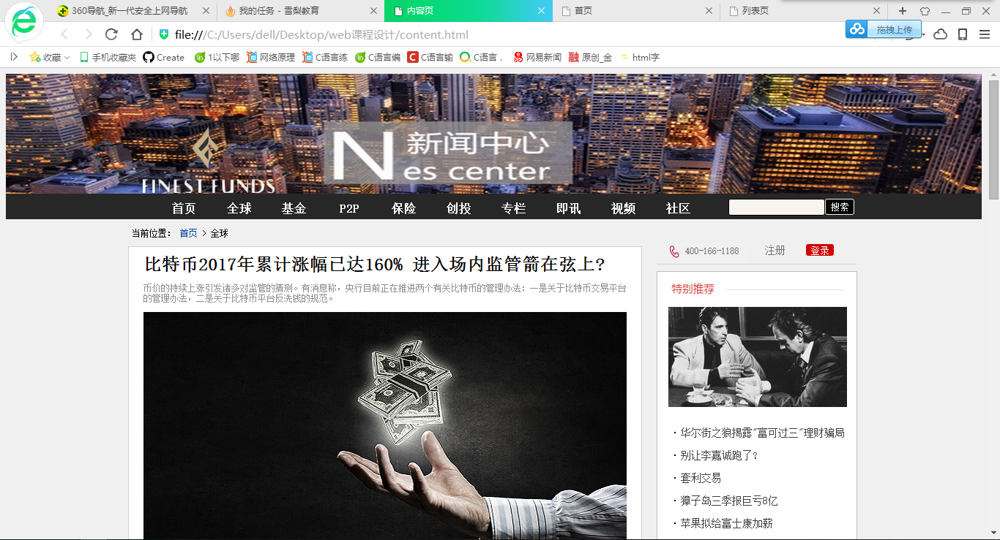 360导航_新一代安全上网导航
我的任务 - 雪梨教育
内容页
首页
列表页
file:///C:/Users/dell/Desktop/web课程设计/content.html
拖拽上传
收藏 手机收藏夹 Create 1以下哪 网络原理 C语言练 C语言编 C语言输 C语言， 网易新闻 原创_金 html字
FINEST FUNDS
N 新闻中心
es center
首页 全球 基金 P2P 保险 创投 专栏 即讯 视频 社区 搜索
当前位置： 首页 > 全球
400-166-1188 注册 登录
比特币2017年累计涨幅已达160% 进入场内监管箭在弦上?
币价的持续上涨引发诸多对监管的猜测。有消息称，央行目前正在推进两个有关比特币的管理办法：一是关于比特币交易平台
的管理办法，二是关于比特币平台反洗钱的规范。
特别推荐
· 华尔街之狼揭露"富可过三"理财骗局
· 别让李嘉诚跑了?
· 套利交易
· 獐子岛三季报巨亏8亿
· 苹果拟给富士康加薪